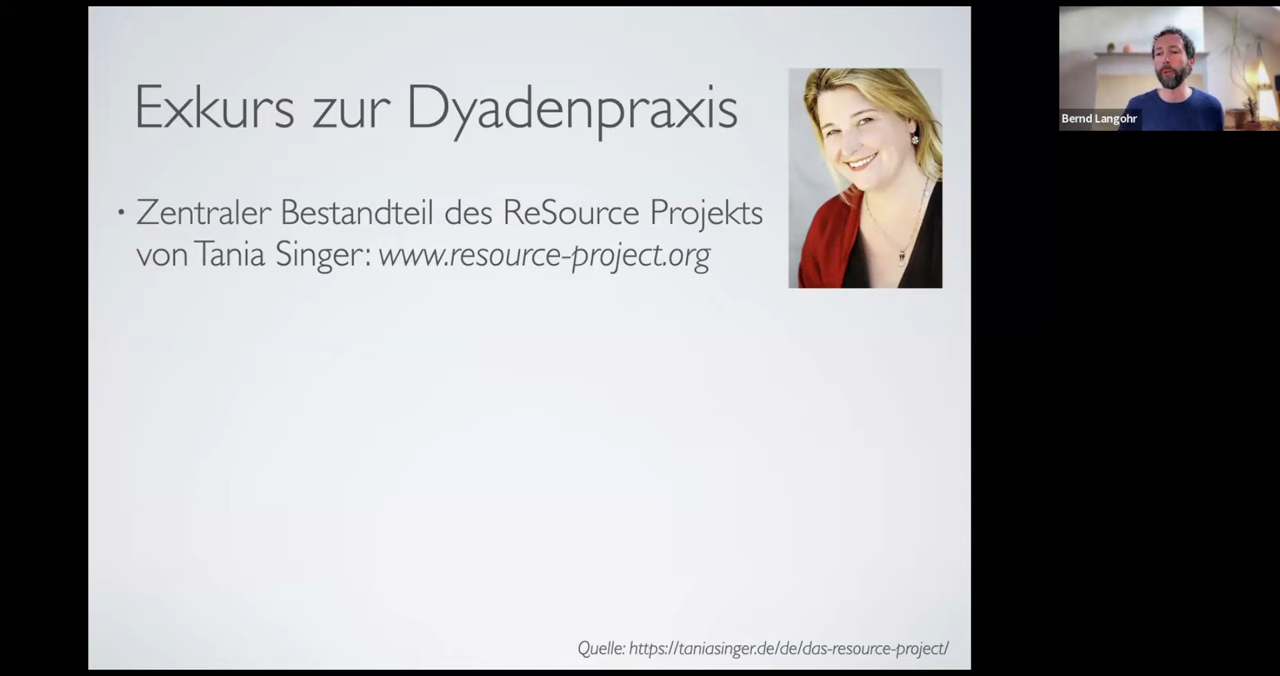 Exkurs zur Dyadenpraxis
• Zentraler Bestandteil des ReSource Projekts
von Tania Singer: www.resource-project.org
Quelle: https://taniasinger.de/de/das-resource-project/
Bernd Langohr